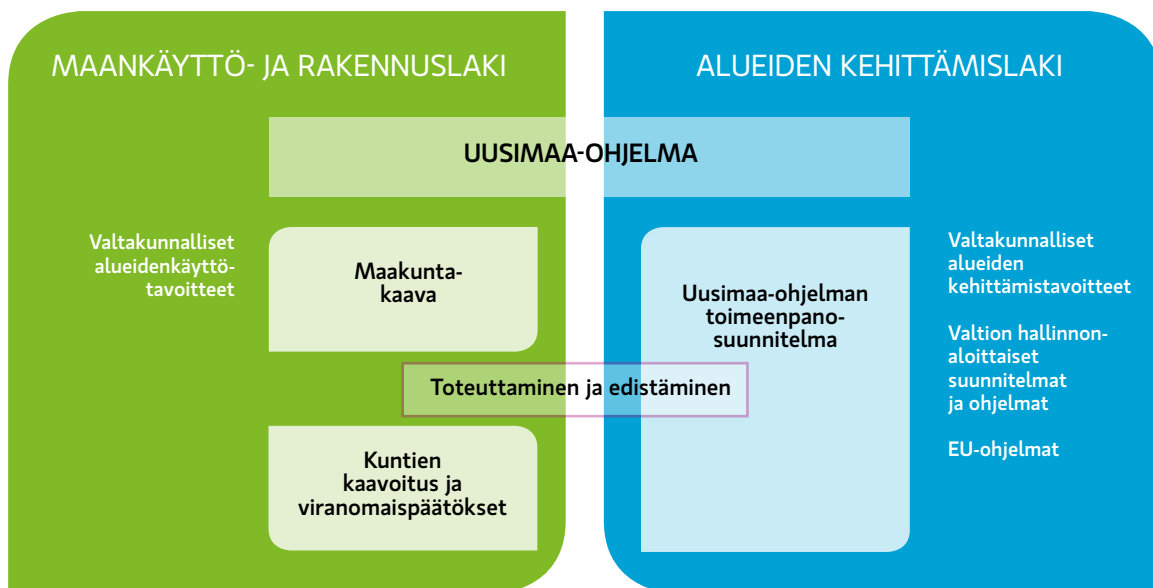 MAANKÄYTTÖ- JA RAKENNUSLAKI
ALUEIDEN KEHITTÄMISLAKI
UUSIMAA-OHJELMA
Valtakunnalliset
alueidenkäyttö-
tavoitteet
Maakunta-
kaava
Uusimaa-ohjelman
toimeenpano-
suunnitelma
Valtakunnalliset
alueiden
kehittämistavoitteet
Valtion hallinnon-
aloittaiset
suunnitelmat
ja ohjelmat
EU-ohjelmat
Toteuttaminen ja edistäminen
Kuntien
kaavoitus ja
viranomaispäätökset